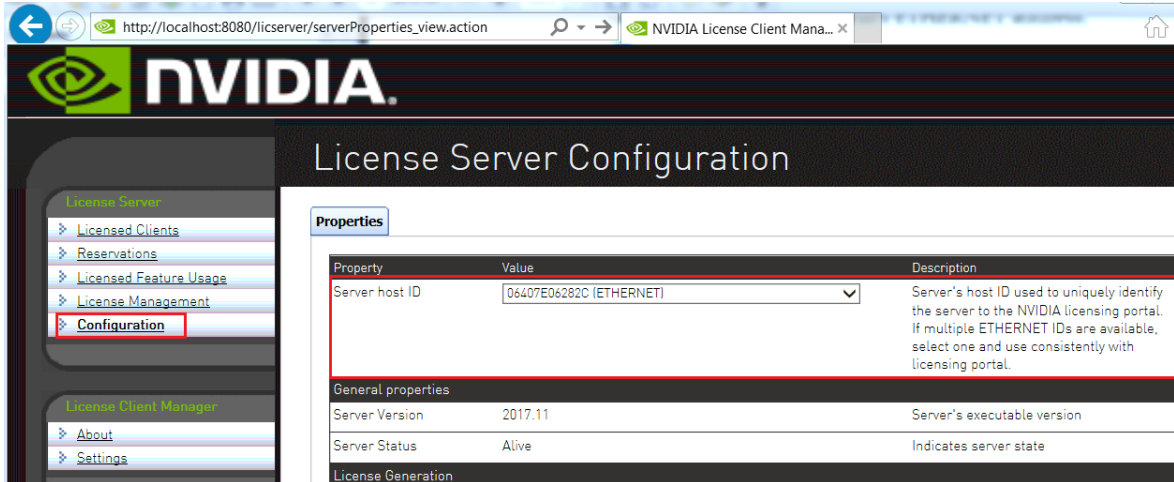 http://localhost:8080/licserver/serverProperties_view.action
NVIDIA License Client Mana...
NVIDIA.
License Server Configuration
License Server
Licensed Clients
Reservations
Licensed Feature Usage
License Management
Configuration
License Client Manager
About
Settings
Properties
Property Value Description
Server host ID 06407E06282C (ETHERNET) Server's host ID used to uniquely identify
the server to the NVIDIA licensing portal.
If multiple ETHERNET IDs are available,
select one and use consistently with
licensing portal.
General properties
Server Version 2017.11 Server's executable version
Server Status Alive Indicates server state
License Generation